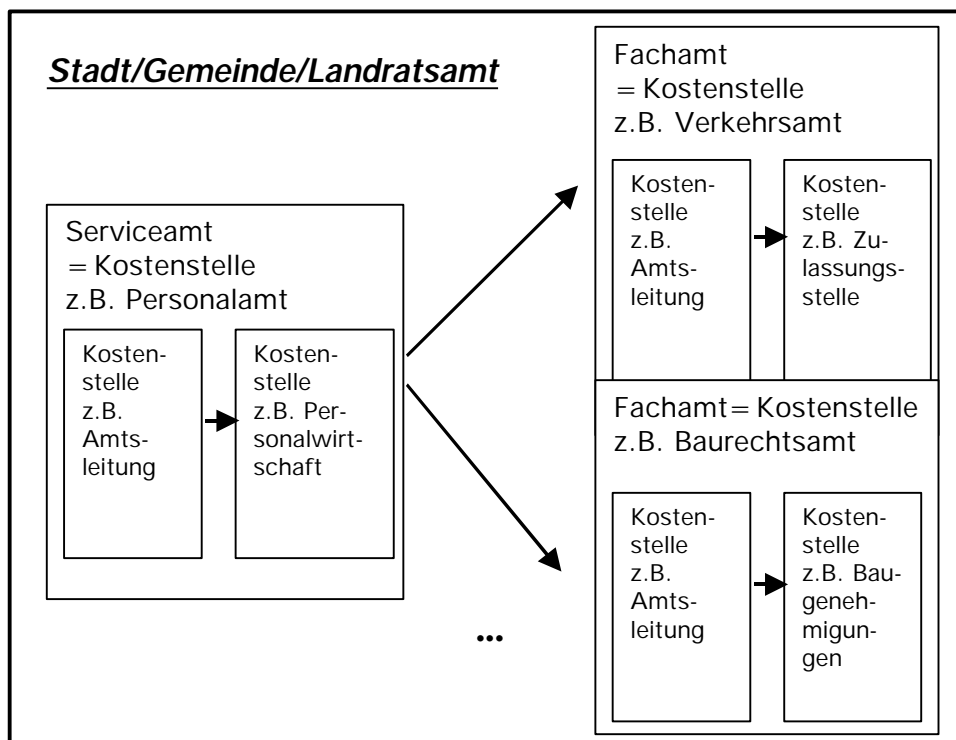 Stadt/Gemeinde/Landratsamt
Serviceamt
= Kostenstelle
z.B. Personalamt
Kosten-
stelle
z.B.
Amts-
leitung
Kosten-
stelle
z.B. Per-
sonalwirt-
schaft
Fachamt
= Kostenstelle
z.B. Verkehrsamt
Kosten-
stelle
z.B.
Amts-
leitung
Kosten-
stelle
z.B. Zu-
lassungs-
stelle
Fachamt= Kostenstelle
z.B. Baurechtsamt
Kosten-
stelle
z.B.
Amts-
leitung
Kosten-
stelle
z.B. Bau-
geneh-
migun-
gen
...